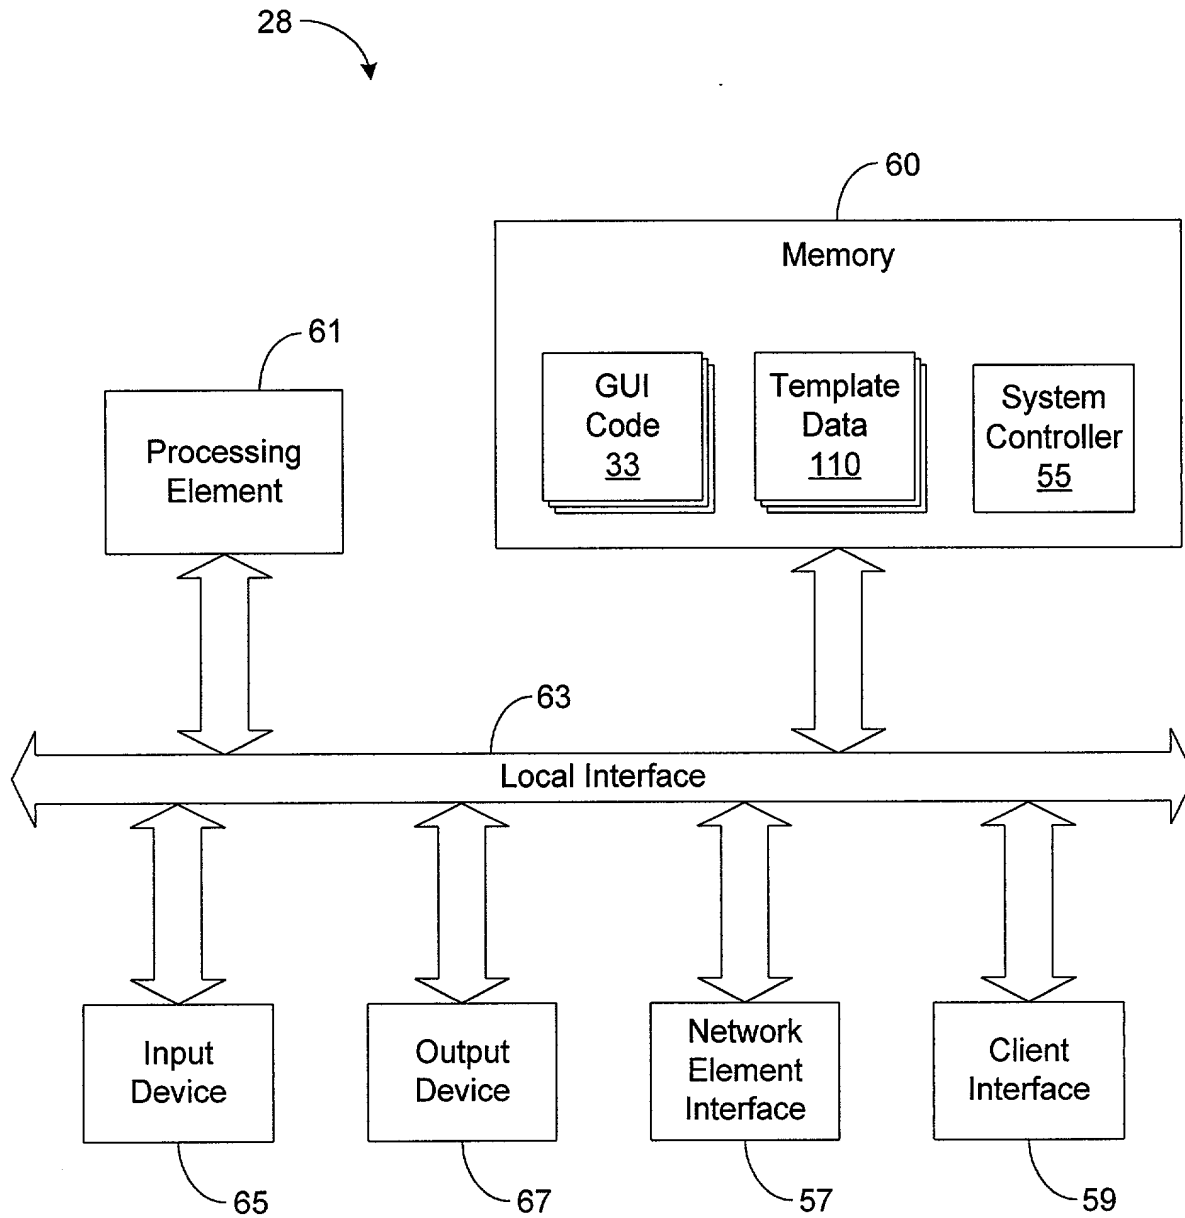 28
60
Memory
61
GUI
Code
33
Template
Data
110
System
Controller
55
Processing
Element
63
Local Interface
Input
Device
Output
Device
Network
Element
Interface
Client
Interface
65
67
57
59